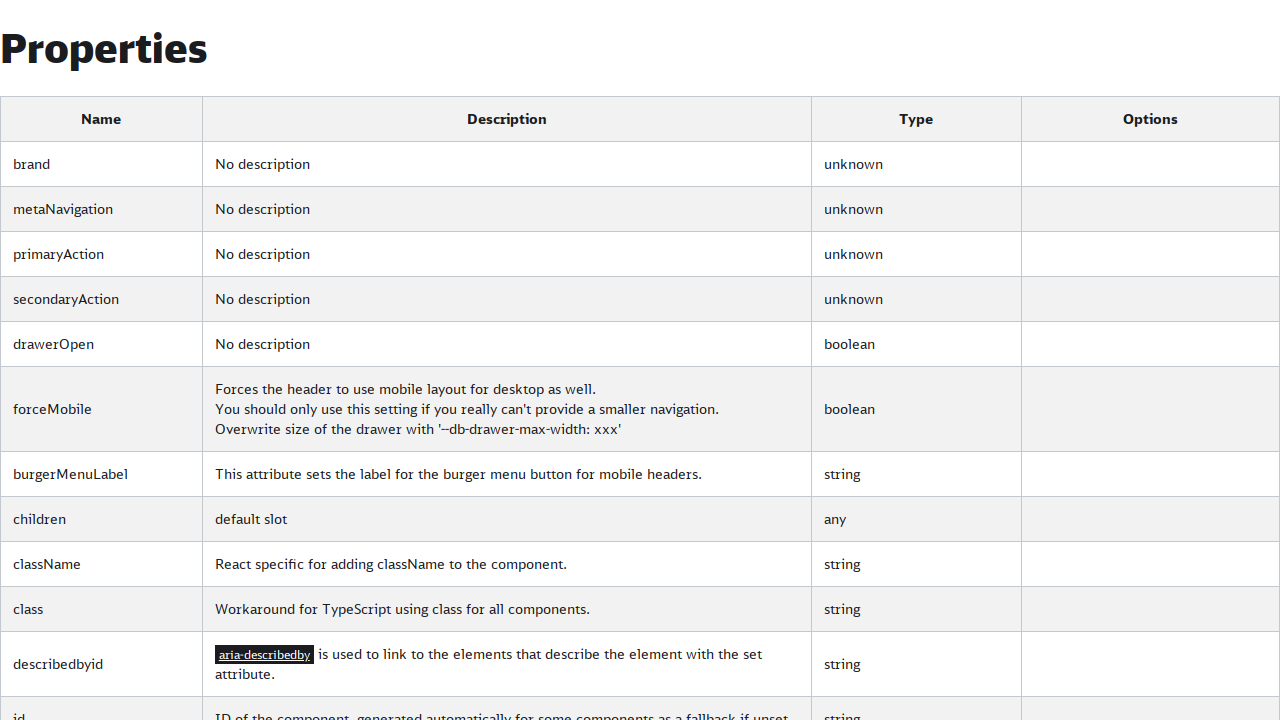 Properties
Name Description Type Options
brand No description unknown
metaNavigation No description unknown
primaryAction No description unknown
secondaryAction No description unknown
drawerOpen No description boolean
forceMobile Forces the header to use mobile layout for desktop as well.
You should only use this setting if you really can't provide a smaller navigation.
Overwrite size of the drawer with '--db-drawer-max-width: xxx'
boolean
burgerMenuLabel This attribute sets the label for the burger menu button for mobile headers. string
children default slot any
className React specific for adding className to the component. string
class Workaround for TypeScript using class for all components. string
describedbyid aria-describedby is used to link to the elements that describe the element with the set
attribute.
string
id ID of the component, generated automatically for some components as a fallback if unset string